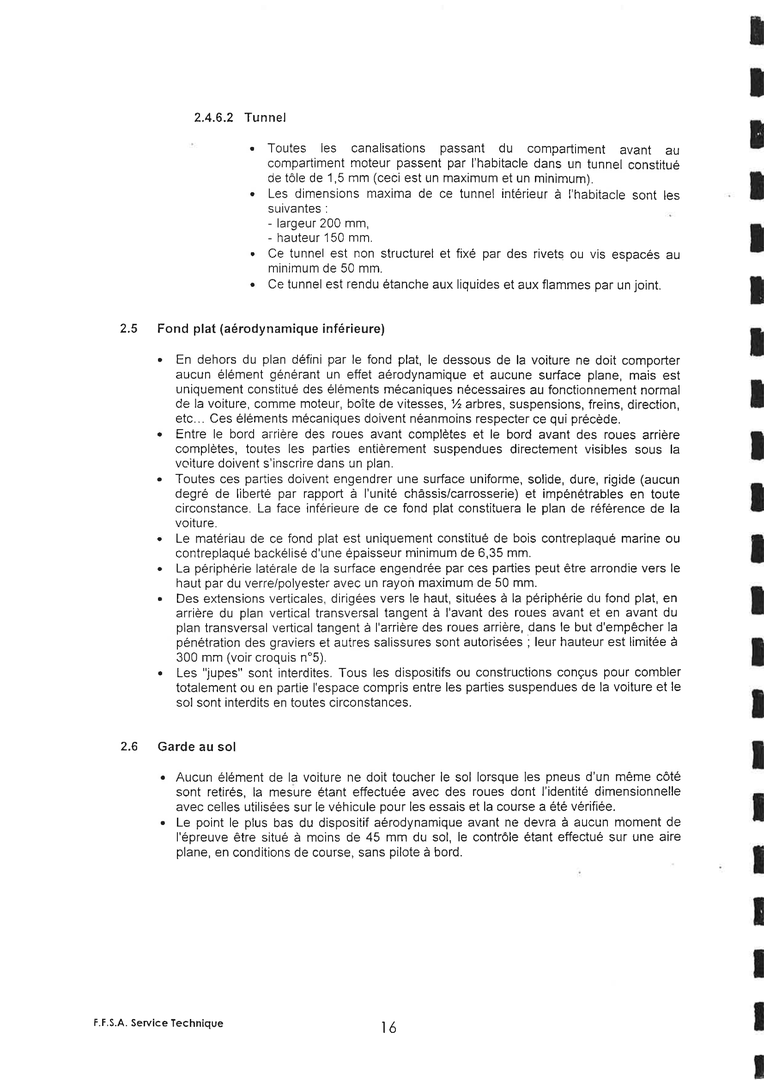 2.4.6.2 Tunnel
• Toutes les canalisations passant du compartiment avant au
compartiment moteur passent par l'habitacle dans un tunnel constitué
de tôle de 1,5 mm (ceci est un maximum et un minimum).
• Les dimensions maxima de ce tunnel intérieur à l'habitacle sont les
suivantes :
- largeur 200 mm,
- hauteur 150 mm.
• Ce tunnel est non structurel et fixé par des rivets ou vis espacés au
minimum de 50 mm.
• Ce tunnel est rendu étanche aux liquides et aux flammes par un joint.
2.5 Fond plat (aérodynamique inférieure)
• En dehors du plan défini par le fond plat, le dessous de la voiture ne doit comporter
aucun élément générant un effet aérodynamique et aucune surface plane, mais est
uniquement constitué des éléments mécaniques nécessaires au fonctionnement normal
de la voiture, comme moteur, boîte de vitesses, ½ arbres, suspensions, freins, direction,
etc... Ces éléments mécaniques doivent néanmoins respecter ce qui précède.
• Entre le bord arrière des roues avant complètes et le bord avant des roues arrière
complètes, toutes les parties entièrement suspendues directement visibles sous la
voiture doivent s'inscrire dans un plan.
• Toutes ces parties doivent engendrer une surface uniforme, solide, dure, rigide (aucun
degré de liberté par rapport à l'unité châssis/carrosserie) et impénétrables en toute
circonstance. La face inférieure de ce fond plat constituera le plan de référence de la
voiture.
• Le matériau de ce fond plat est uniquement constitué de bois contreplaqué marine ou
contreplaqué backélisé d'une épaisseur minimum de 6,35 mm.
• La périphérie latérale de la surface engendrée par ces parties peut être arrondie vers le
haut par du verre/polyester avec un rayon maximum de 50 mm.
• Des extensions verticales, dirigées vers le haut, situées à la périphérie du fond plat, en
arrière du plan vertical transversal tangent à l'avant des roues avant et en avant du
plan transversal vertical tangent à l'arrière des roues arrière, dans le but d'empêcher la
pénétration des graviers et autres salissures sont autorisées ; leur hauteur est limitée à
300 mm (voir croquis n°5).
• Les "jupes" sont interdites. Tous les dispositifs ou constructions conçus pour combler
totalement ou en partie l'espace compris entre les parties suspendues de la voiture et le
sol sont interdits en toutes circonstances.
2.6 Garde au sol
• Aucun élément de la voiture ne doit toucher le sol lorsque les pneus d'un même côté
sont retirés, la mesure étant effectuée avec des roues dont l'identité dimensionnelle
avec celles utilisées sur le véhicule pour les essais et la course a été vérifiée.
• Le point le plus bas du dispositif aérodynamique avant ne devra à aucun moment de
l'épreuve être situé à moins de 45 mm du sol, le contrôle étant effectué sur une aire
plane, en conditions de course, sans pilote à bord.
F.F.S.A. Service Technique
16